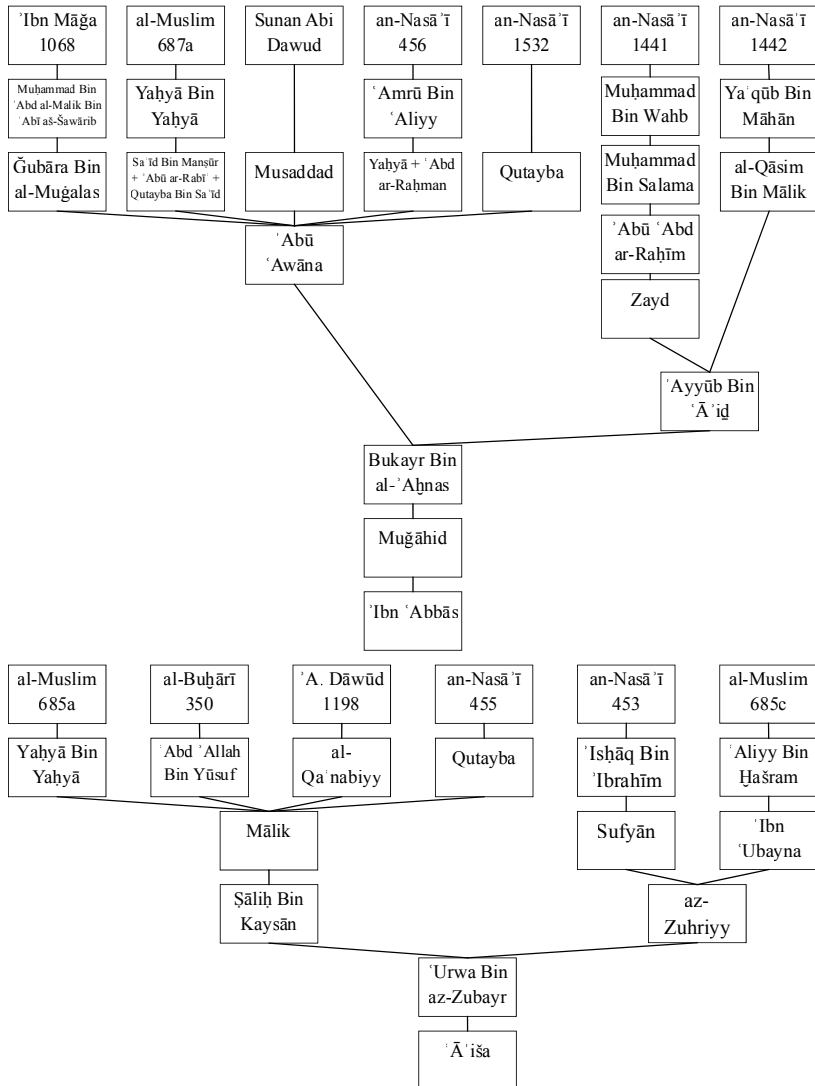 ʾIbn Māǧa
1068
al-Muslim
687a
Sunan Abi
Dawud
an-Nasāʾī
456
an-Nasāʾī
1532
an-Nasāʾī
1441
an-Nasāʾī
1442
Muḥammad Bin
ʿAbd al-Malik Bin
ʾAbī aš-Šawārib
Yaḥyā Bin
Yaḥyā
ʿAmrū Bin
ʿAliyy
Muḥammad
Bin Wahb
Yaʿqūb Bin
Māhān
Ǧubāra Bin
al-Muġalas
Saʿīd Bin Manṣūr
+ ʾAbū ar-Rabīʿ +
Qutayba Bin Saʿīd
Musaddad
Yaḥyā + ʿAbd
ar-Raḥman
Qutayba
Muḥammad
Bin Salama
al-Qāsim
Bin Mālik
ʾAbū
ʿAwāna
ʾAbū ʿAbd
ar-Raḥīm
Zayd
ʾAyyūb Bin
ʿĀʾiḏ
Bukayr Bin
al-ʾAḫnas
Muǧāhid
ʾIbn ʿAbbās
al-Muslim
685a
al-Buḫārī
350
ʾA. Dāwūd
1198
an-Nasāʾī
455
an-Nasāʾī
453
al-Muslim
685c
Yaḥyā Bin
Yaḥyā
ʿAbd ʾAllah
Bin Yūsuf
al-
Qaʿnabiyy
Qutayba
ʾIsḥāq Bin
ʾIbrahīm
ʿAliyy Bin
Ḫašram
Mālik
Sufyān
ʾIbn
ʿUbayna
Ṣāliḥ Bin
Kaysān
az-
Zuhriyy
ʿUrwa Bin
az-Zubayr
ʿĀʾiša